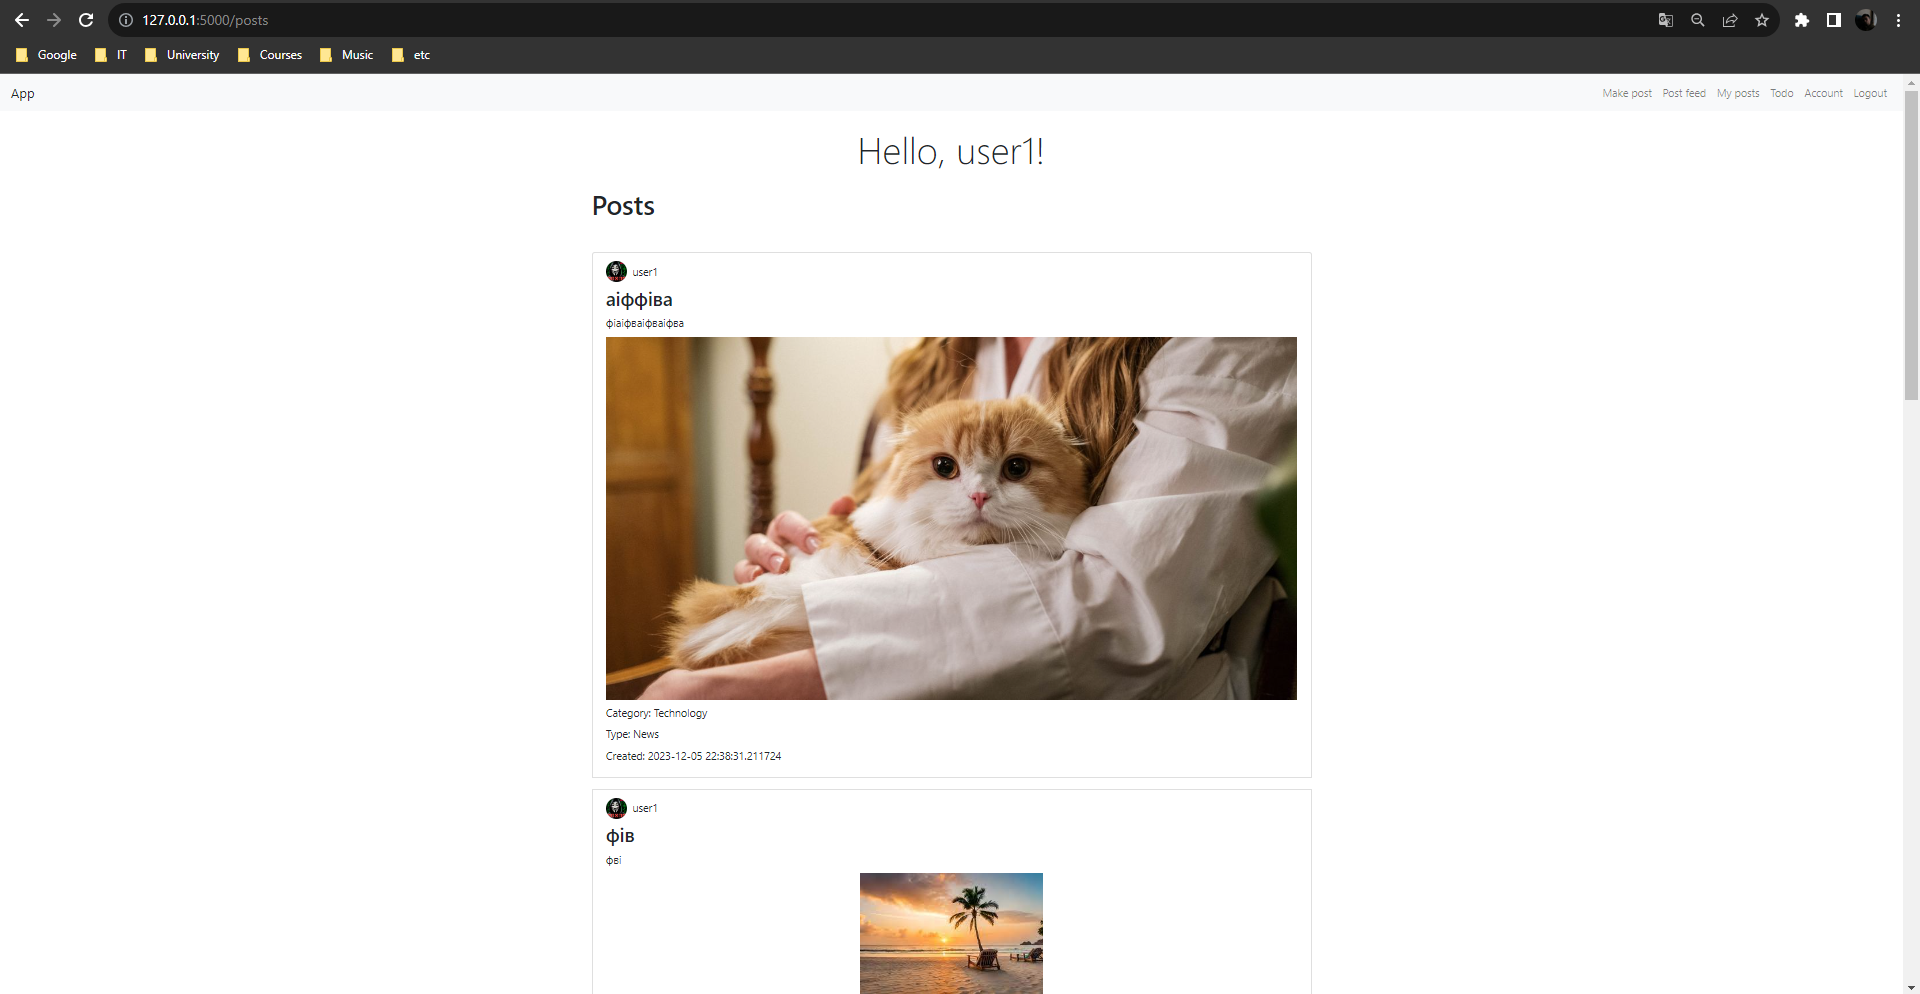 127.0.0.1:5000/posts
Google IT University Courses Music etc
App Make post Post feed My posts Todo Account Logout
Hello, user1!
Posts
user1
аіффіва
фіаіфваіфваіфва
Category: Technology
Type: News
Created: 2023-12-05 22:38:31.211724
user1
фів
фві